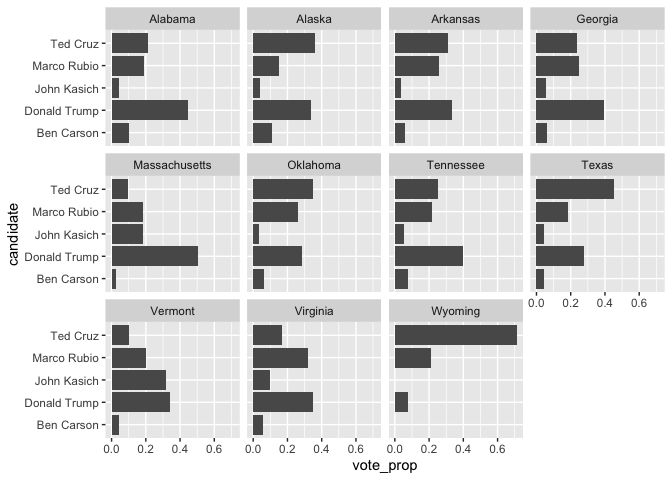 Alabama Alaska Arkansas Georgia
Ted Cruz
Marco Rubio
John Kasich
Donald Trump
Ben Carson
Massachusetts Oklahoma Tennessee Texas
Ted Cruz
Marco Rubio
John Kasich
Donald Trump
Ben Carson
0.0 0.2 0.4 0.6
Vermont Virginia Wyoming
Ted Cruz
Marco Rubio
John Kasich
Donald Trump
Ben Carson
0.0 0.2 0.4 0.6 0.0 0.2 0.4 0.6 0.0 0.2 0.4 0.6
vote_prop
candidate